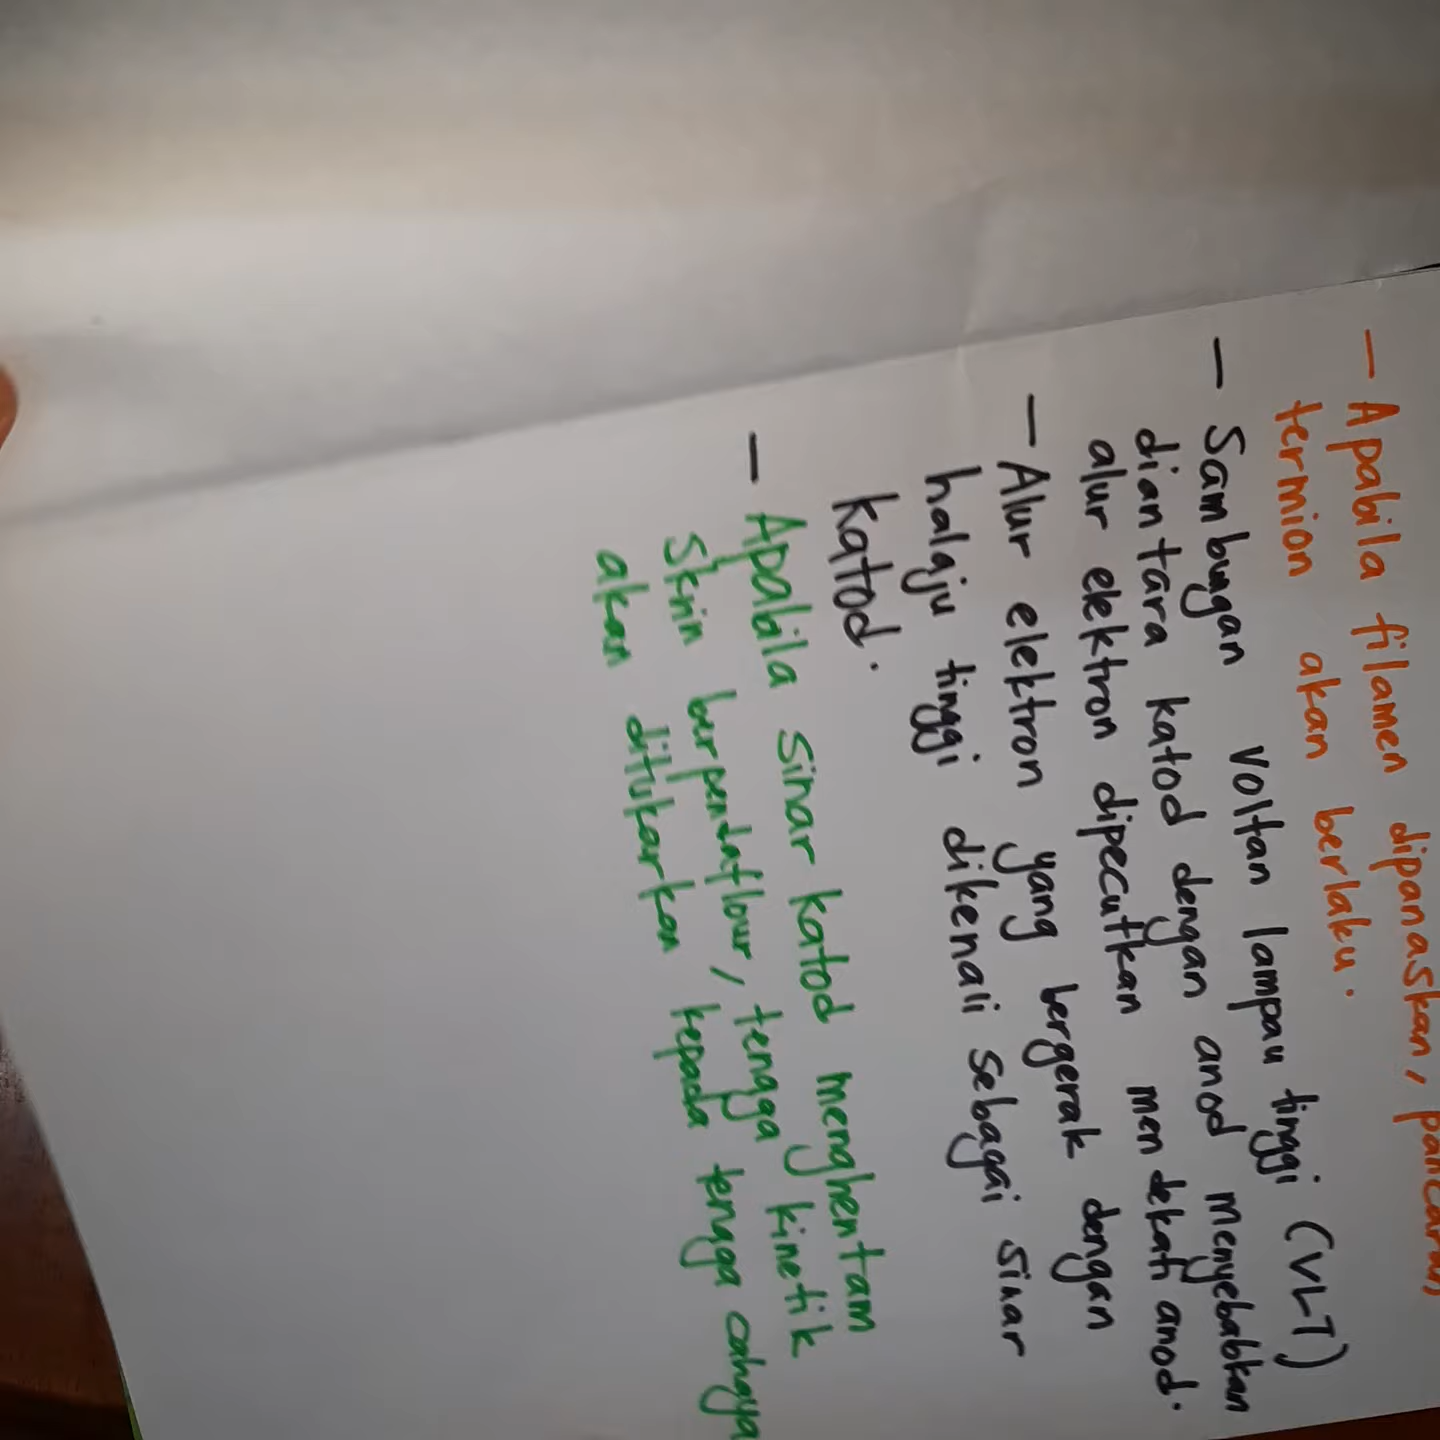 — Apabila filamen dipanaskan, pancaran
termion akan berlaku.
— Sambungan voltan lampau tinggi (VLT)
diantara katod dengan anod menyebabkan
alur elektron dipecutkan mendekati anod.
— Alur elektron yang bergerak dengan
halaju tinggi dikenali sebagai sinar
katod.
— Apabila sinar katod menghentam
skrin berpendaflour, tengga kinetik
akan ditukarkan kepada tengga cahaya